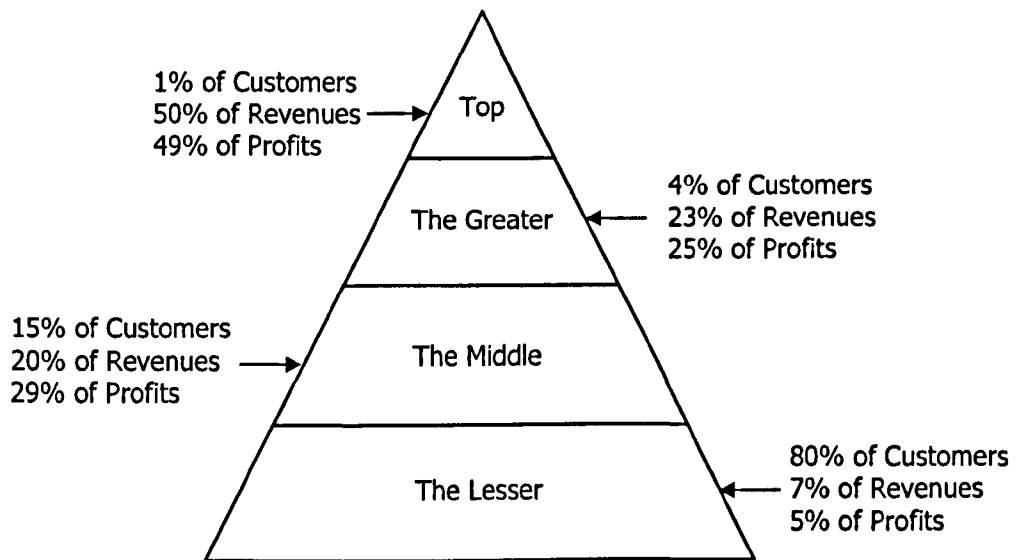 1% of Customers
50% of Revenues
49% of Profits
Top
4% of Customers
23% of Revenues
25% of Profits
The Greater
15% of Customers
20% of Revenues
29% of Profits
The Middle
80% of Customers
7% of Revenues
5% of Profits
The Lesser